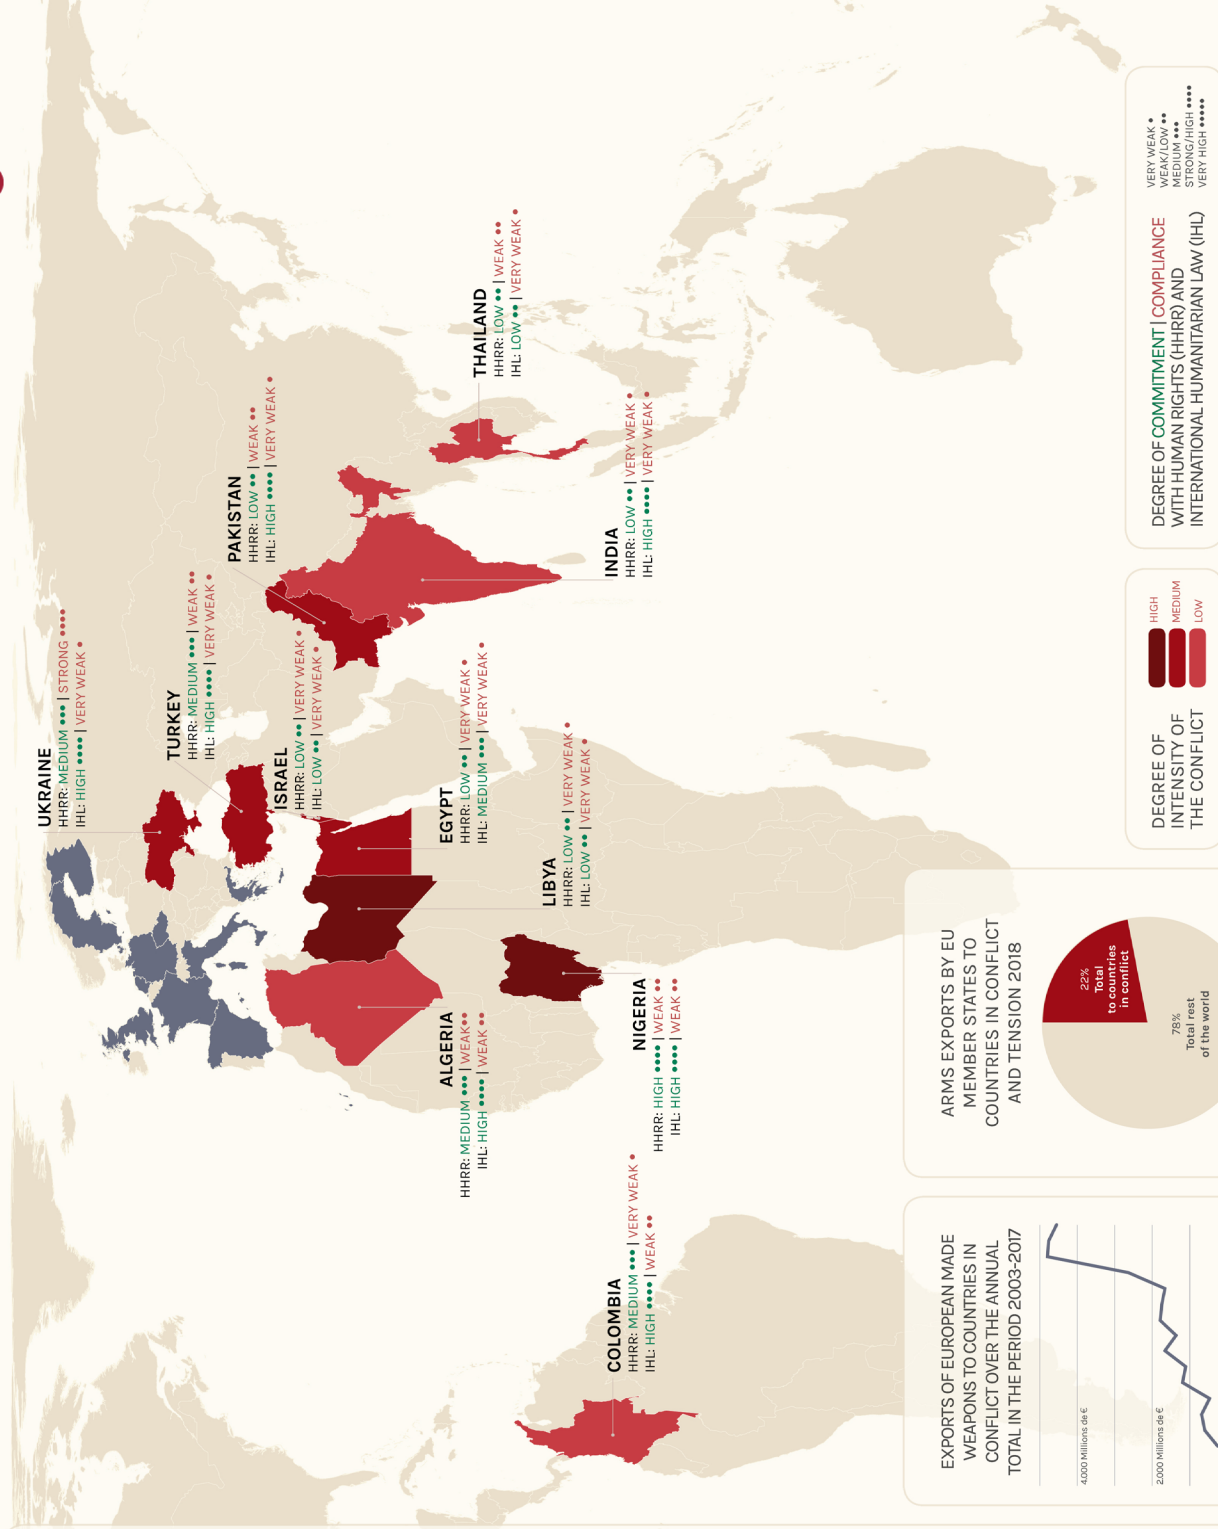 UKRAINE
HHRR: MEDIUM ••• | STRONG ••••
IHL: HIGH •••• | VERY WEAK •
TURKEY
HHRR: MEDIUM ••• | WEAK ••
IHL: HIGH •••• | VERY WEAK •
PAKISTAN
HHRR: LOW •• | WEAK ••
IHL: HIGH •••• | VERY WEAK •
ISRAEL
HHRR: LOW •• | VERY WEAK •
IHL: LOW •• | VERY WEAK •
EGYPT
HHRR: LOW •• | VERY WEAK •
IHL: MEDIUM ••• | VERY WEAK •
THAILAND
HHRR: LOW •• | WEAK ••
IHL: LOW •• | VERY WEAK •
ALGERIA
HHRR: MEDIUM ••• | WEAK••
IHL: HIGH •••• | WEAK ••
LIBYA
HHRR: LOW •• | VERY WEAK •
IHL: LOW •• | VERY WEAK •
INDIA
HHRR: LOW •• | VERY WEAK •
IHL: HIGH •••• | VERY WEAK •
COLOMBIA
HHRR: MEDIUM ••• | VERY WEAK •
IHL: HIGH •••• | WEAK ••
NIGERIA
HHRR: HIGH •••• | WEAK ••
IHL: HIGH •••• | WEAK ••
EXPORTS OF EUROPEAN MADE
WEAPONS TO COUNTRIES IN
CONFLICT OVER THE ANNUAL
TOTAL IN THE PERIOD 2003-2017
4.000 Millions de €
2.000 Millions de €
ARMS EXPORTS BY EU
MEMBER STATES TO
COUNTRIES IN CONFLICT
AND TENSION 2018
22%
Total
to countries
in conflict
78%
Total rest
of the world
DEGREE OF
INTENSITY OF
THE CONFLICT
HIGH
MEDIUM
LOW
DEGREE OF COMMITMENT | COMPLIANCE
WITH HUMAN RIGHTS (HHRR) AND
INTERNATIONAL HUMANITARIAN LAW (IHL)
VERY WEAK •
WEAK/LOW ••
MEDIUM •••
STRONG/HIGH ••••
VERY HIGH •••••